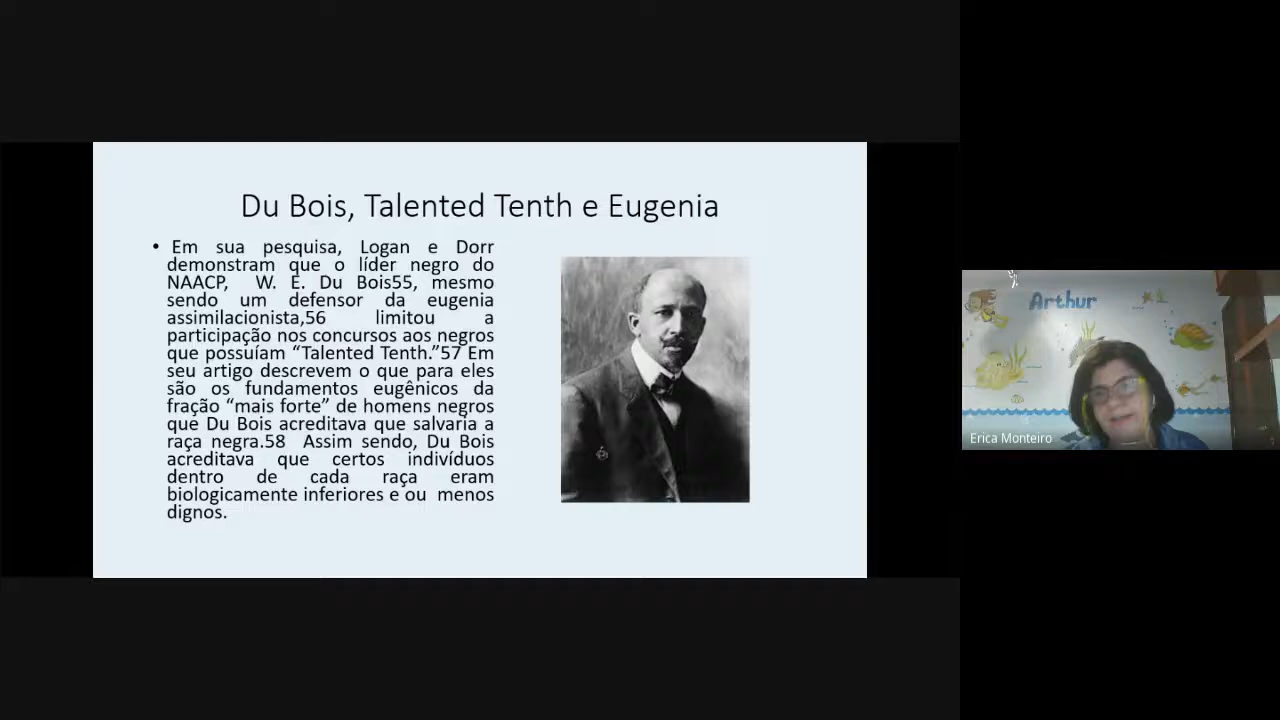 Du Bois, Talented Tenth e Eugenia
• Em sua pesquisa, Logan e Dorr
demonstram que o líder negro do
NAACP, W. E. Du Bois55, mesmo
sendo um defensor da eugenia
assimilacionista,56 limitou a
participação nos concursos aos negros
que possuíam “Talented Tenth.”57 Em
seu artigo descrevem o que para eles
são os fundamentos eugênicos da
fração “mais forte” de homens negros
que Du Bois acreditava que salvaria a
raça negra.58 Assim sendo, Du Bois
acreditava que certos indivíduos
dentro de cada raça eram
biologicamente inferiores e ou menos
dignos.
Arthur
Erica Monteiro